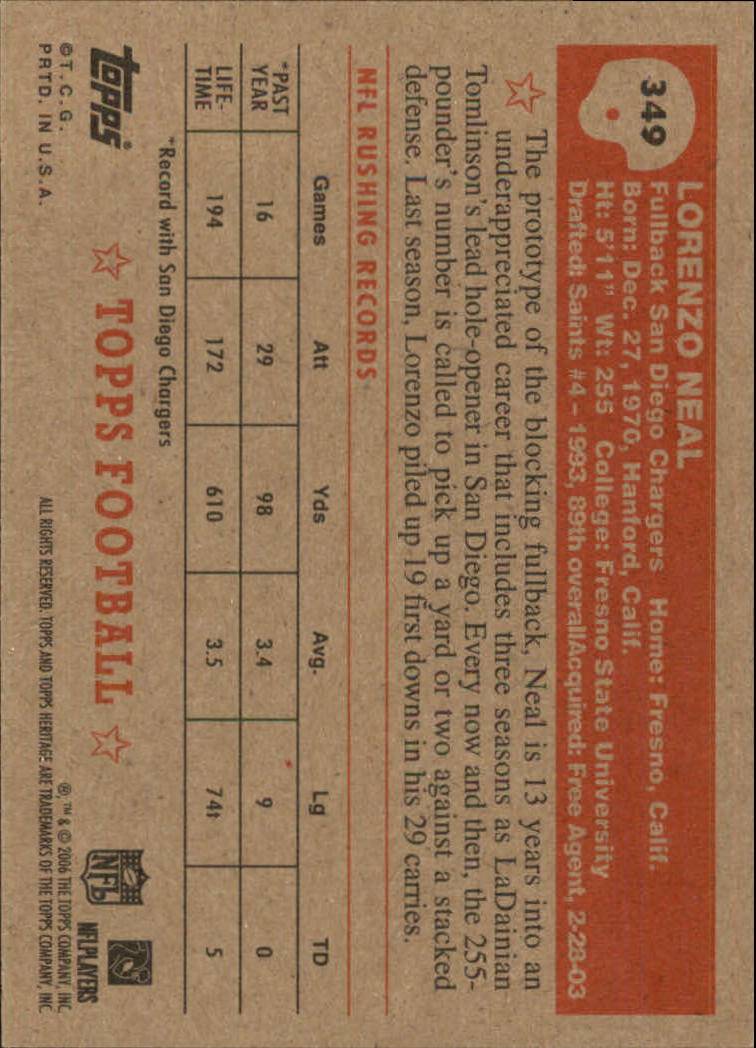 349
LORENZO NEAL
Fullback San Diego Chargers Home: Fresno, Calif.
Born: Dec. 27, 1970, Hanford, Calif.
Ht: 5'11" Wt: 255 College: Fresno State University
Drafted: Saints #4 - 1993, 89th overallAcquired: Free Agent, 2-28-03
The prototype of the blocking fullback, Neal is 13 years into an
underappreciated career that includes three seasons as LaDainian
Tomlinson's lead hole-opener in San Diego. Every now and then, the 255-
pounder's number is called to pick up a yard or two against a stacked
defense. Last season, Lorenzo piled up 19 first downs in his 29 carries.
NFL RUSHING RECORDS
Games Att Yds Avg. Lg TD
*PAST YEAR 16 29 98 3.4 9 0
LIFE-TIME 194 172 610 3.5 74t 5
*Record with San Diego Chargers
topps®
©T.C.G.
PRTD. IN U.S.A.
TOPPS FOOTBALL
NFL
NFLPLAYERS
®, ™ & © 2006 THE TOPPS COMPANY, INC.
ALL RIGHTS RESERVED. TOPPS AND TOPPS HERITAGE ARE TRADEMARKS OF THE TOPPS COMPANY, INC